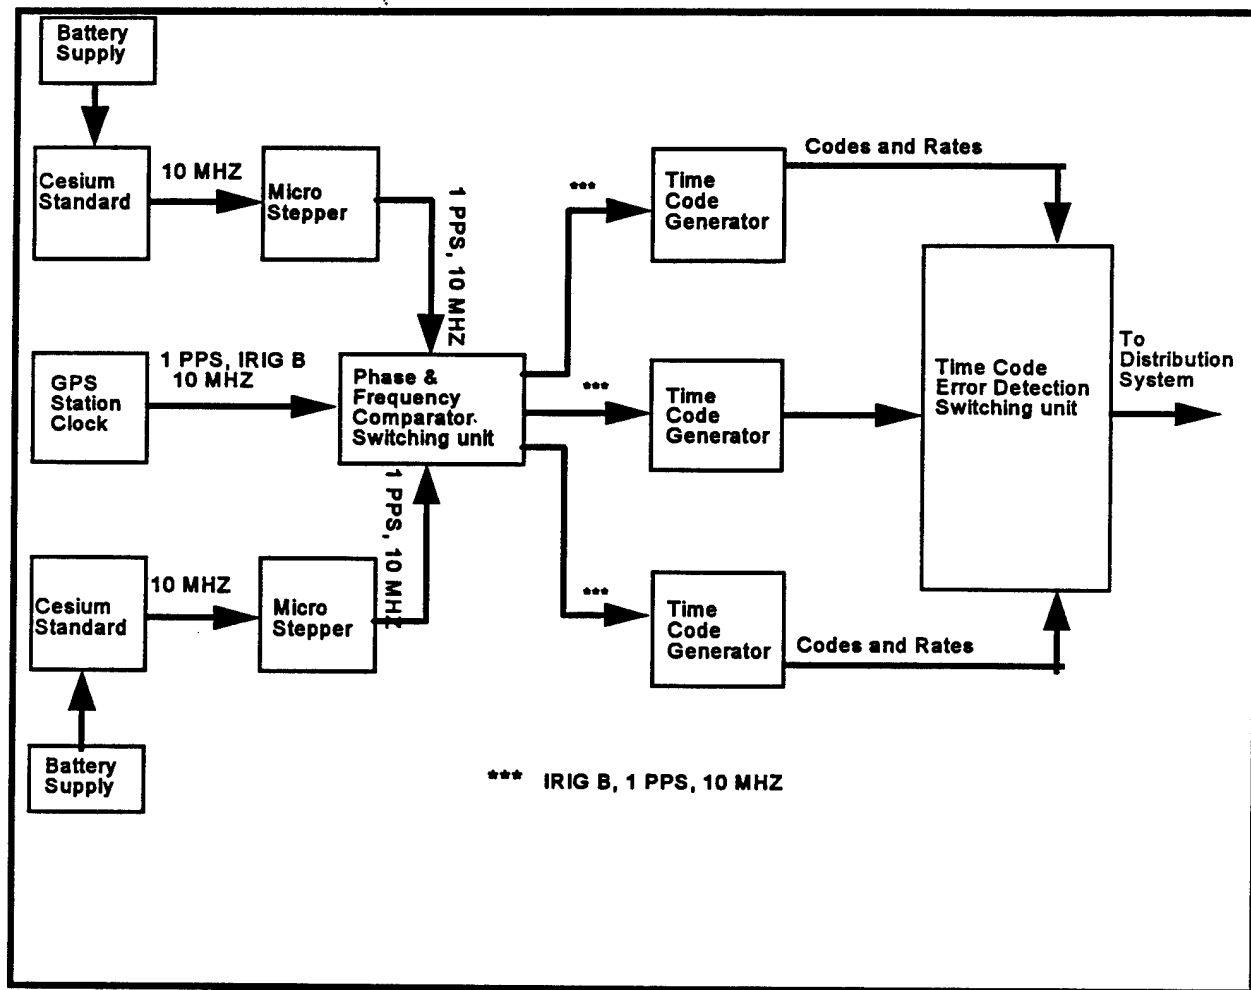 Battery
Supply
Cesium
Standard
10 MHZ
Micro
Stepper
1 PPS, 10 MHZ
***
Time
Code
Generator
Codes and Rates
GPS
Station
Clock
1 PPS, IRIG B
10 MHZ
Phase &
Frequency
Comparator
Switching unit
***
Time
Code
Generator
Time Code
Error Detection
Switching unit
To
Distribution
System
Cesium
Standard
10 MHZ
Micro
Stepper
1 PPS, 10 MHZ
***
Time
Code
Generator
Codes and Rates
Battery
Supply
*** IRIG B, 1 PPS, 10 MHZ